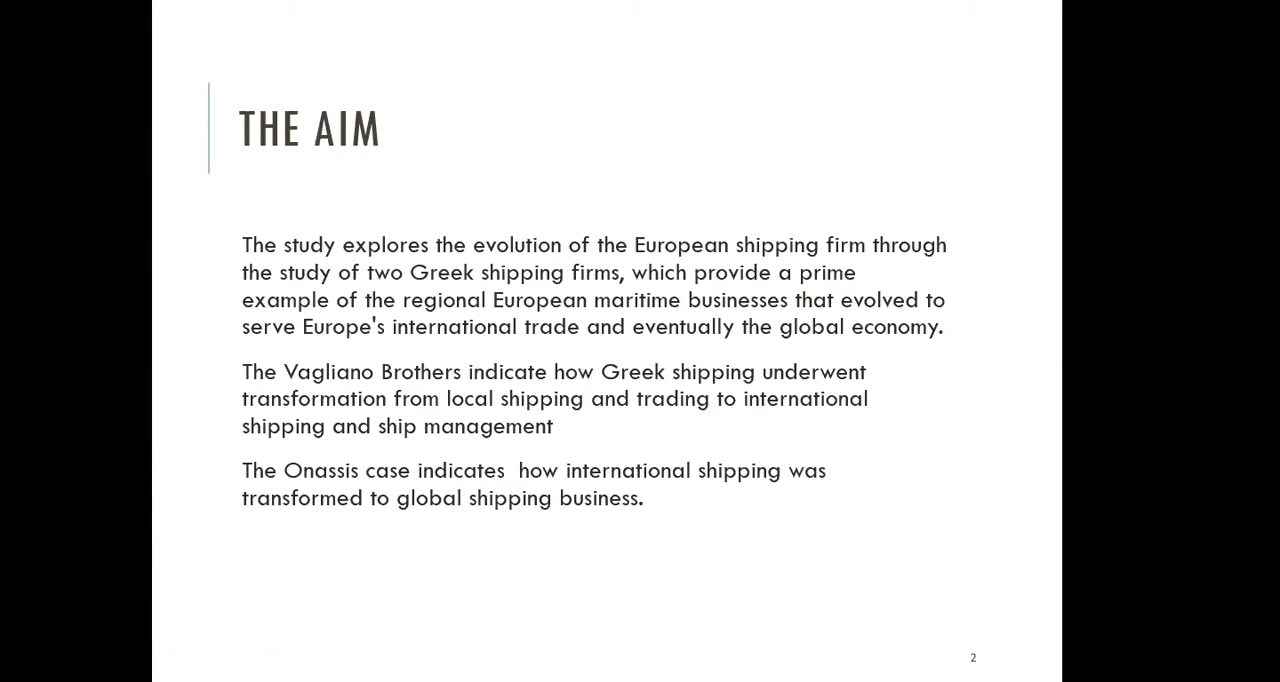 THE AIM
The study explores the evolution of the European shipping firm through
the study of two Greek shipping firms, which provide a prime
example of the regional European maritime businesses that evolved to
serve Europe's international trade and eventually the global economy.
The Vagliano Brothers indicate how Greek shipping underwent
transformation from local shipping and trading to international
shipping and ship management
The Onassis case indicates  how international shipping was
transformed to global shipping business.
2